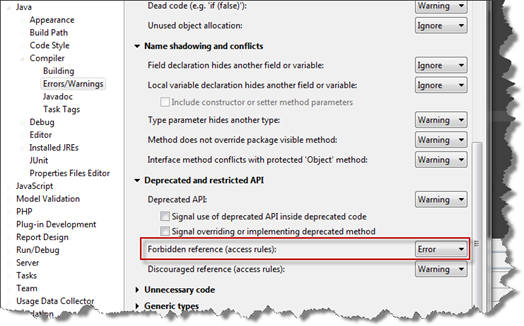 Java
Appearance
Build Path
Code Style
Compiler
Building
Errors/Warnings
Javadoc
Task Tags
Debug
Editor
Installed JREs
JUnit
Properties Files Editor
JavaScript
Model Validation
PHP
Plug-in Development
Report Design
Run/Debug
Server
Tasks
Team
Usage Data Collector
Dead code (e.g. 'if (false)'): Warning
Unused object allocation: Ignore
Name shadowing and conflicts
Field declaration hides another field or variable: Ignore
Local variable declaration hides another field or variable: Ignore
Include constructor or setter method parameters
Type parameter hides another type: Warning
Method does not override package visible method: Warning
Interface method conflicts with protected 'Object' method: Warning
Deprecated and restricted API
Deprecated API: Warning
Signal use of deprecated API inside deprecated code
Signal overriding or implementing deprecated method
Forbidden reference (access rules): Error
Discouraged reference (access rules): Warning
Unnecessary code
Generic types